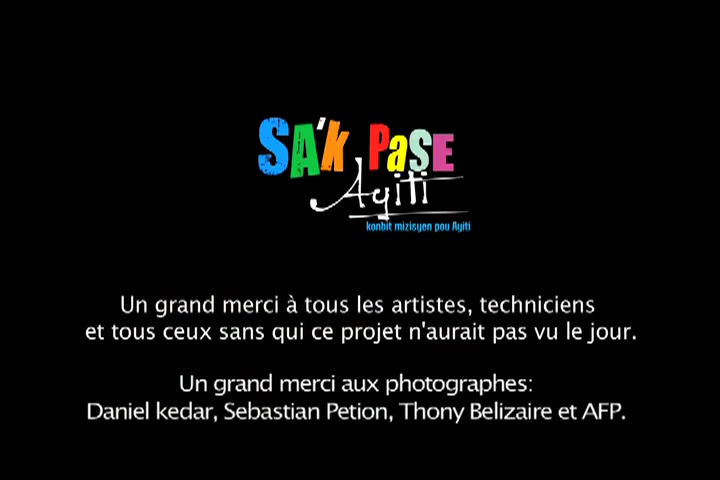 SA'K PASE
Ayiti
konbit mizisyen pou Ayiti
Un grand merci à tous les artistes, techniciens
et tous ceux sans qui ce projet n'aurait pas vu le jour.
Un grand merci aux photographes:
Daniel kedar, Sebastian Petion, Thony Belizaire et AFP.